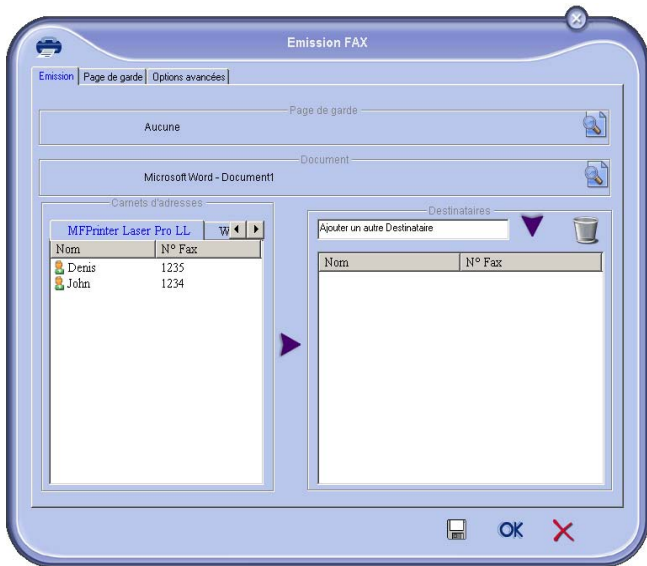 Emission FAX
Emission Page de garde Options avancées
Page de garde
Aucune
Document
Microsoft Word - Document1
Carnets d'adresses
MFPrinter Laser Pro LL W
Nom N° Fax
Denis 1235
John 1234
Destinataires
Ajouter un autre Destinataire
Nom N° Fax
OK